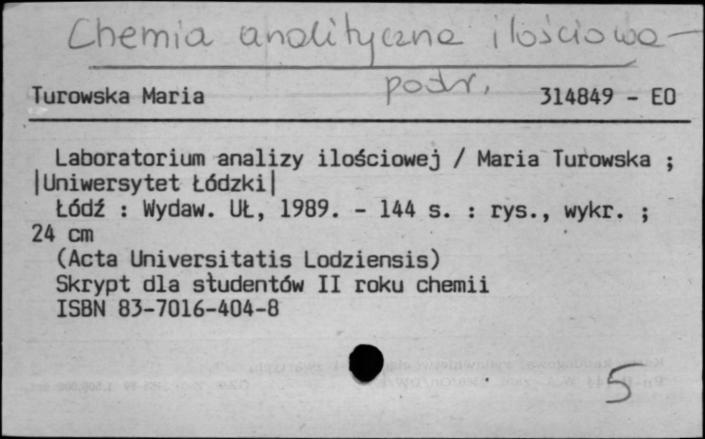 Chemia analityczna ilościowa —
podr.
Turowska Maria 314849 - EO
Laboratorium analizy ilościowej / Maria Turowska ;
|Uniwersytet Łódzki|
Łódź : Wydaw. UŁ, 1989. - 144 s. : rys., wykr. ;
24 cm
(Acta Universitatis Lodziensis)
Skrypt dla studentów II roku chemii
ISBN 83-7016-404-8
5